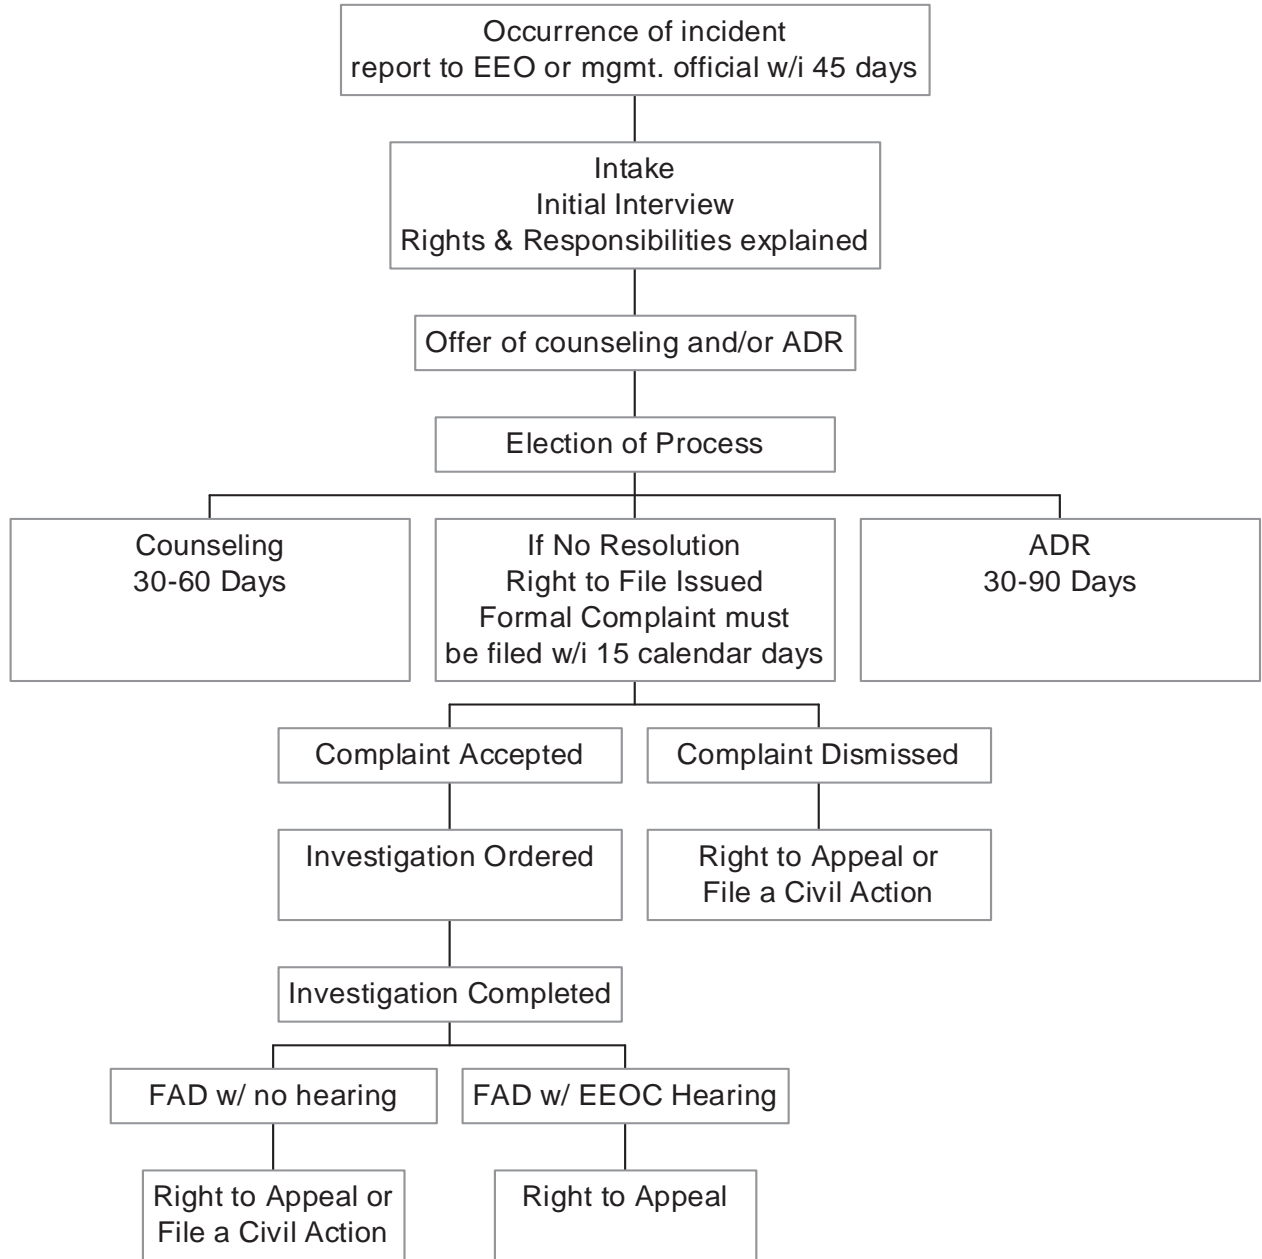 Occurrence of incident
report to EEO or mgmt. official w/i 45 days
Intake
Initial Interview
Rights & Responsibilities explained
Offer of counseling and/or ADR
Election of Process
Counseling
30-60 Days
If No Resolution
Right to File Issued
Formal Complaint must
be filed w/i 15 calendar days
ADR
30-90 Days
Complaint Accepted
Complaint Dismissed
Investigation Ordered
Right to Appeal or
File a Civil Action
Investigation Completed
FAD w/ no hearing
FAD w/ EEOC Hearing
Right to Appeal or
File a Civil Action
Right to Appeal